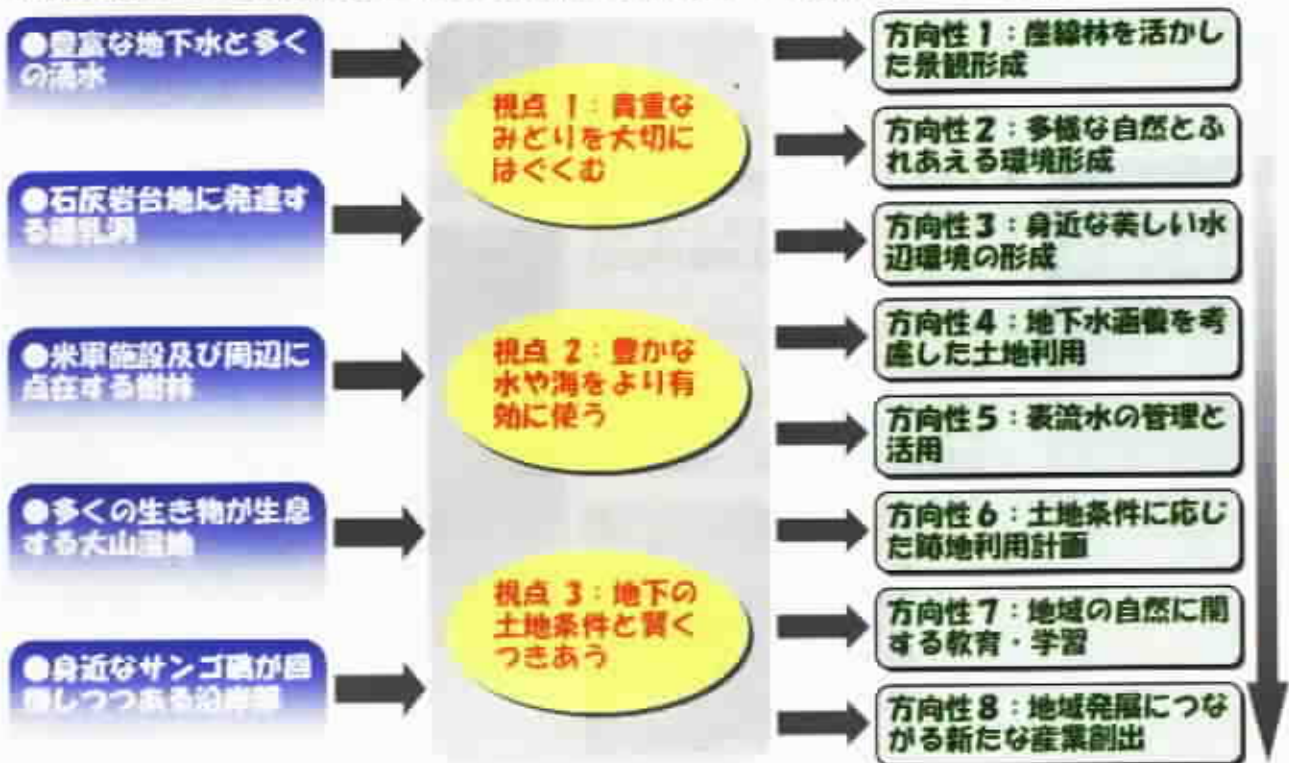 ●豊富な地下水と多く
の湧水
●石灰岩台地に発達す
る鍾乳洞
●米軍施設及び周辺に
点在する樹林
●多くの生き物が生息
する大山湿地
●身近なサンゴ礁が回
復しつつある沿岸域
視点 1:貴重な
みどりを大切に
はぐくむ
視点 2:豊かな
水や海をより有
効に使う
視点 3:地下の
土地条件と賢く
つきあう
方向性1:座線林を活かし
た景観形成
方向性2:多様な自然とふ
れあえる環境形成
方向性3:身近な美しい水
辺環境の形成
方向性4:地下水涵養を考
慮した土地利用
方向性5:表流水の管理と
活用
方向性6:土地条件に応じ
た跡地利用計画
方向性7:地域の自然に関
する教育・学習
方向性8:地域発展につな
がる新たな産業創出